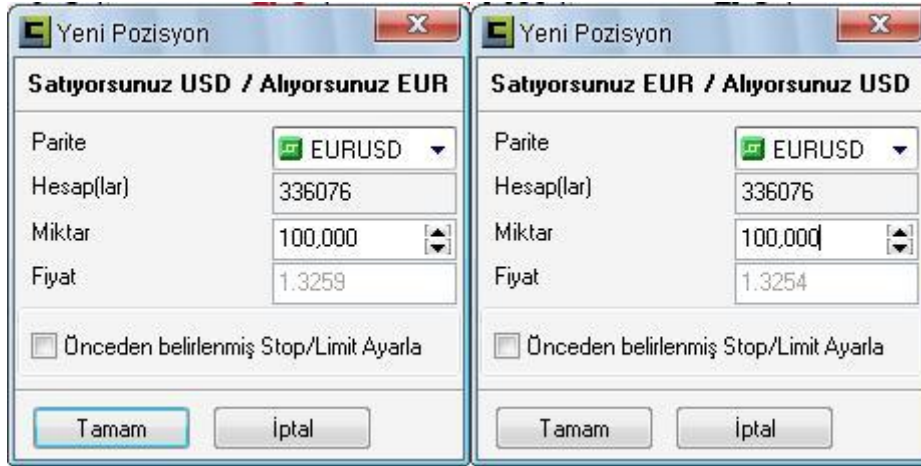 Yeni Pozisyon
Satıyorsunuz USD / Alıyorsunuz EUR
Parite EURUSD
Hesap(lar) 336076
Miktar 100,000
Fiyat 1.3259
Önceden belirlenmiş Stop/Limit Ayarla
Tamam İptal
Yeni Pozisyon
Satıyorsunuz EUR / Alıyorsunuz USD
Parite EURUSD
Hesap(lar) 336076
Miktar 100,000
Fiyat 1.3254
Önceden belirlenmiş Stop/Limit Ayarla
Tamam İptal